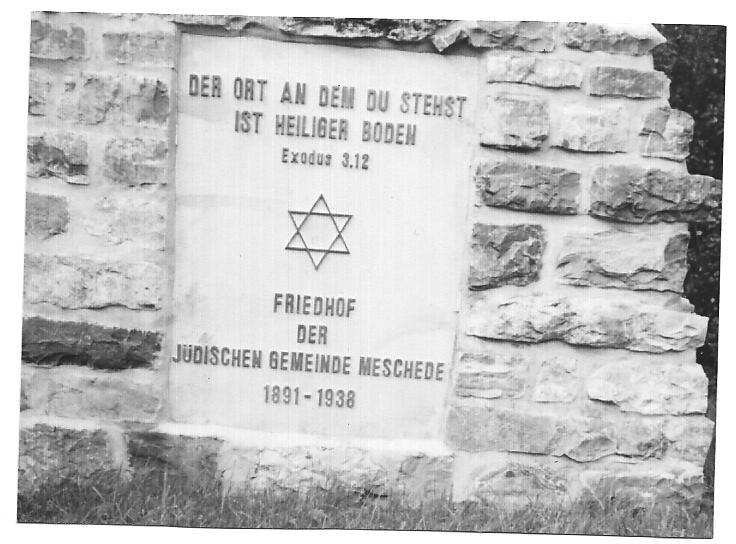 DER ORT AN DEM DU STEHST
IST HEILIGER BODEN
Exodus 3.12
FRIEDHOF
DER
JÜDISCHEN GEMEINDE MESCHEDE
1891-1938